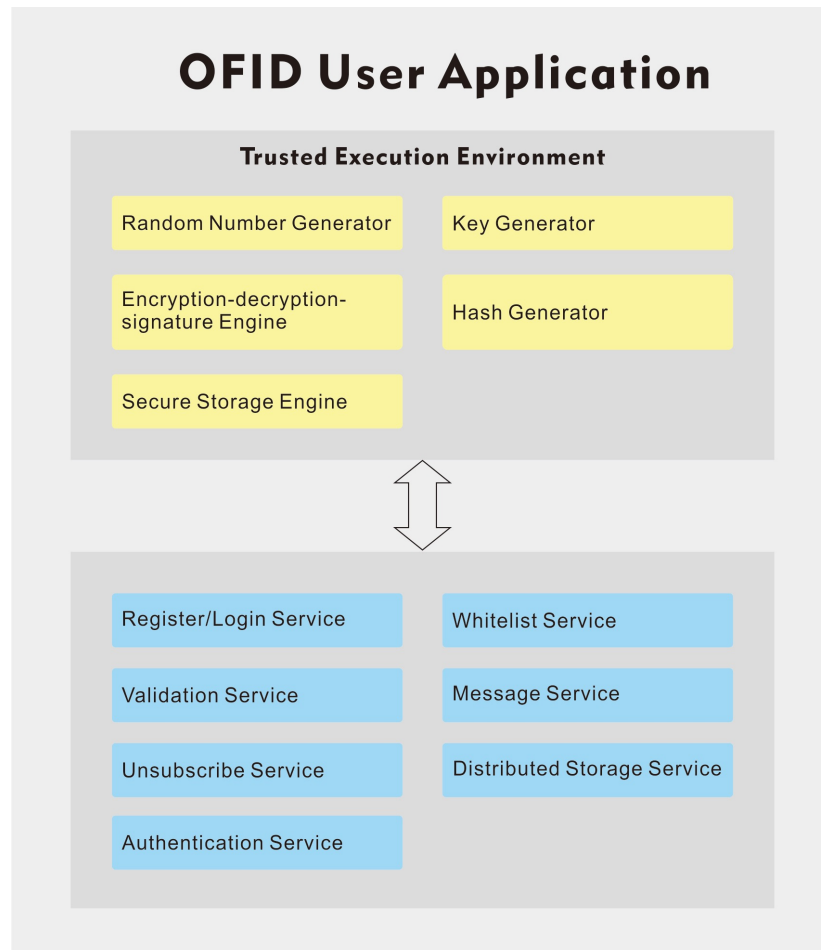 OFID User Application
Trusted Execution Environment
Random Number Generator
Key Generator
Encryption-decryption-
signature Engine
Hash Generator
Secure Storage Engine
Register/Login Service
Whitelist Service
Validation Service
Message Service
Unsubscribe Service
Distributed Storage Service
Authentication Service